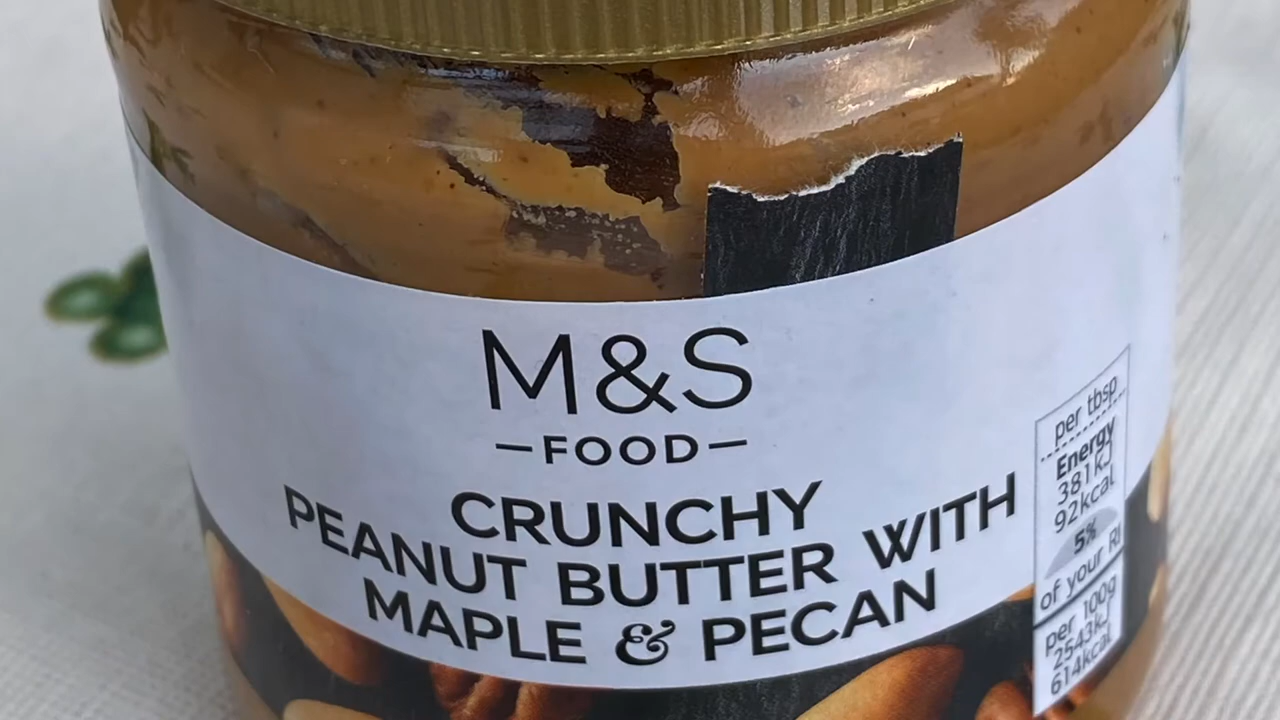 M&S
FOOD
CRUNCHY
PEANUT BUTTER WITH
MAPLE & PECAN
per tbsp
Energy
381kJ
92kcal
5%
of your RI
per 100g
2543kJ
614kcal